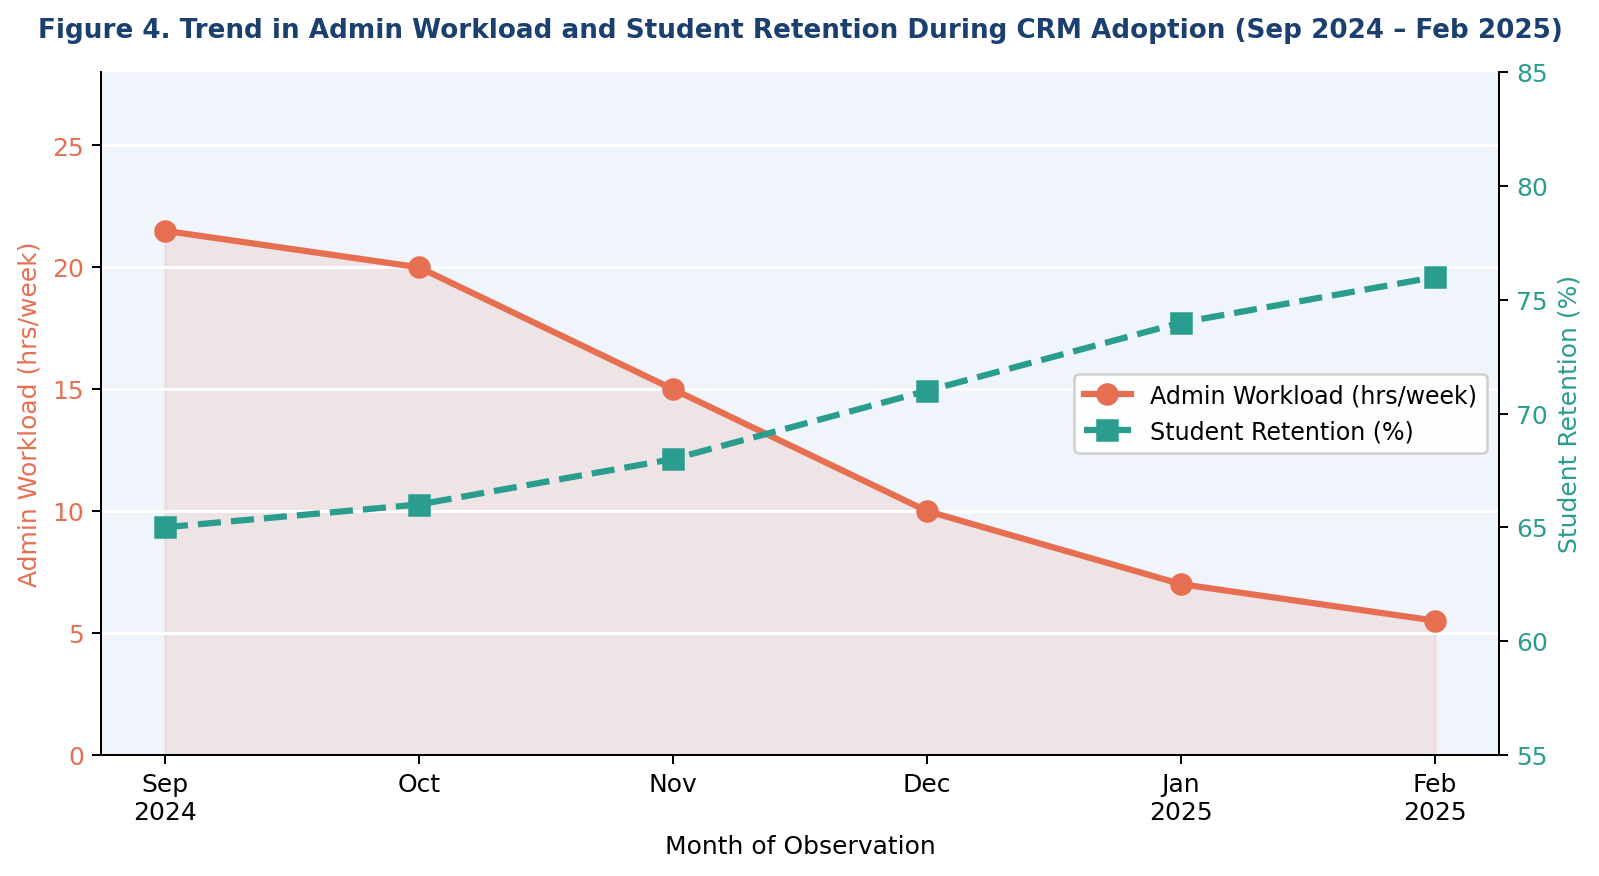 Figure 4. Trend in Admin Workload and Student Retention During CRM Adoption (Sep 2024 – Feb 2025)
Admin Workload (hrs/week)
25
20
15
10
5
0
85
80
75
70
65
60
55
Student Retention (%)
Admin Workload (hrs/week)
Student Retention (%)
Sep
2024
Oct
Nov
Dec
Jan
2025
Feb
2025
Month of Observation